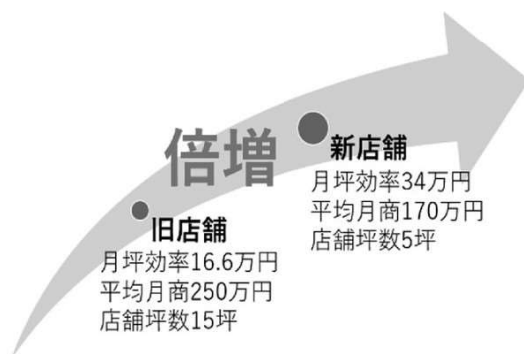 倍増
新店舗
月坪効率34万円
平均月商170万円
店舗坪数5坪
旧店舗
月坪効率16.6万円
平均月商250万円
店舗坪数15坪